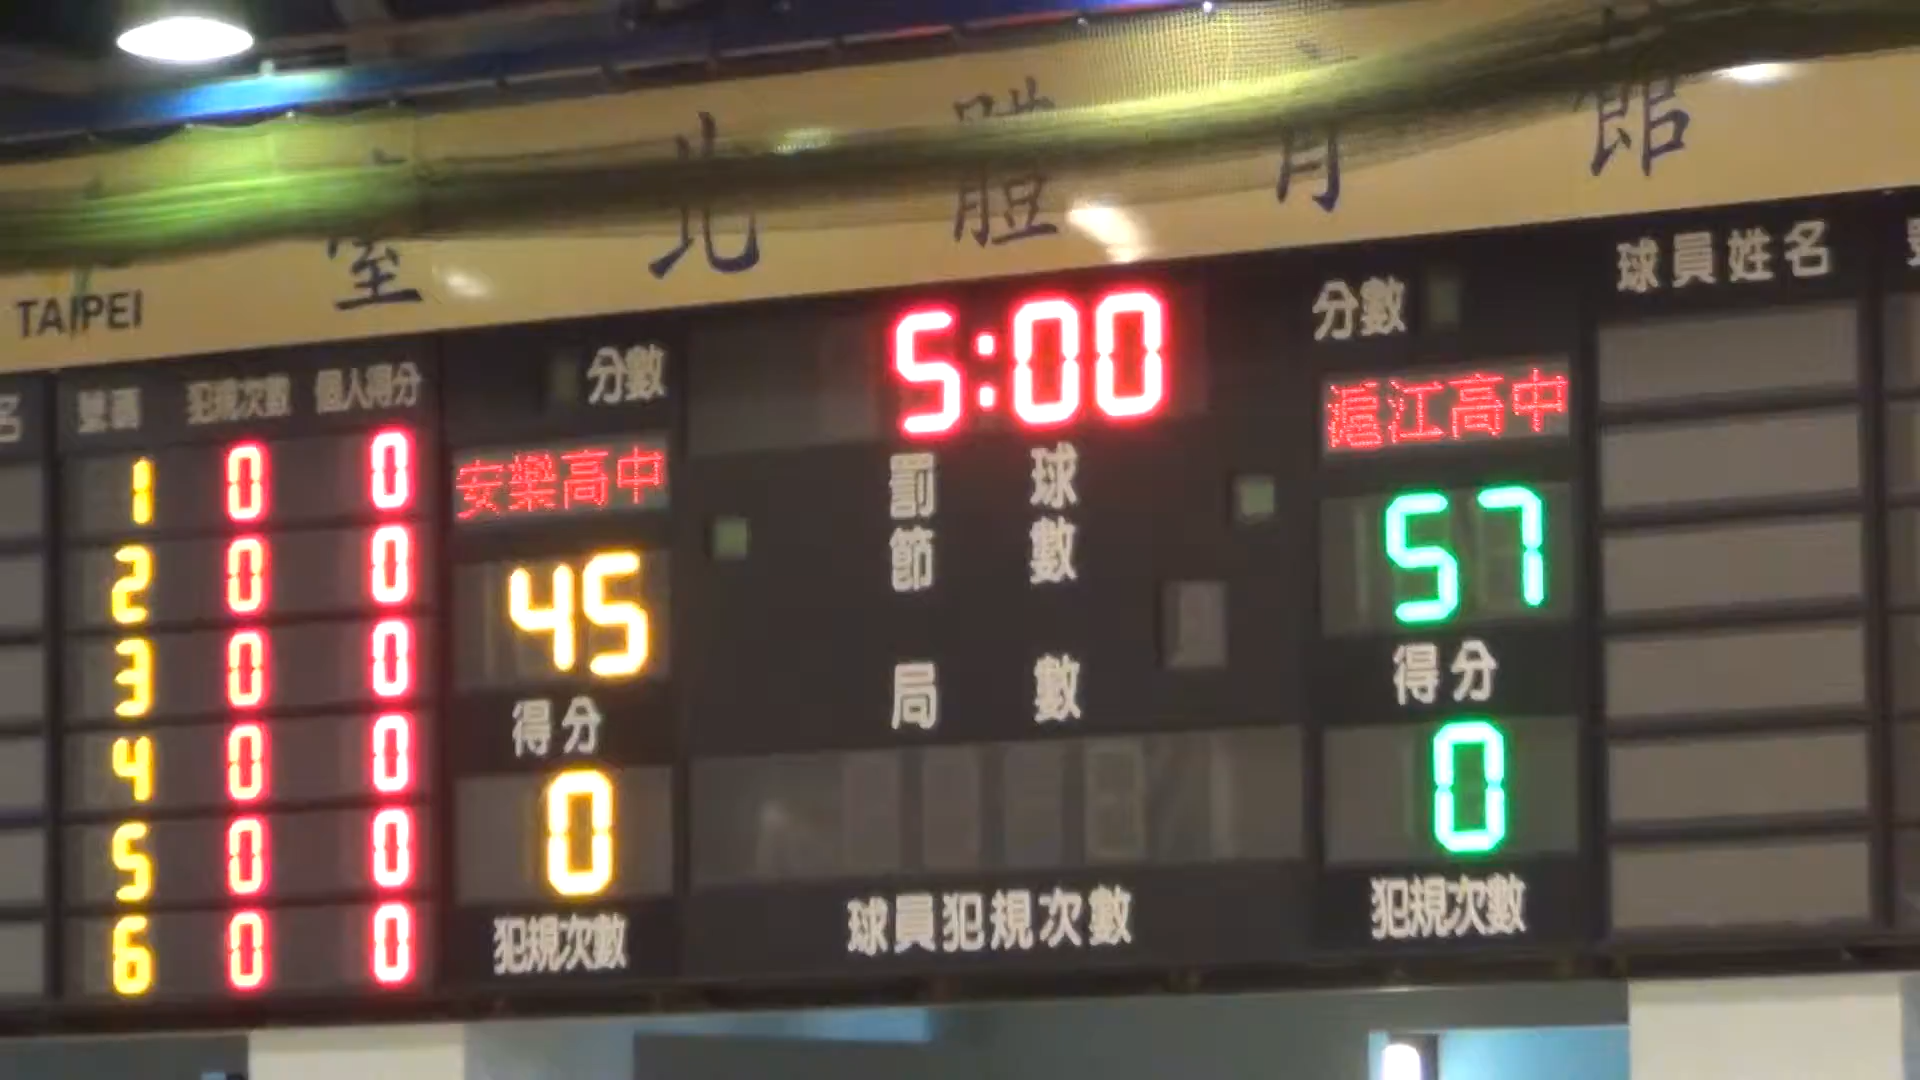 臺北體育館
TAIPEI
5:00
名 號碼 犯規次數 個人得分
分數
分數
球員姓名
1 0 0
2 0 0
3 0 0
4 0 0
5 0 0
6 0 0
安樂高中
45
得分
0
犯規次數
罰球
節數
局數
球員犯規次數
滬江高中
57
得分
0
犯規次數